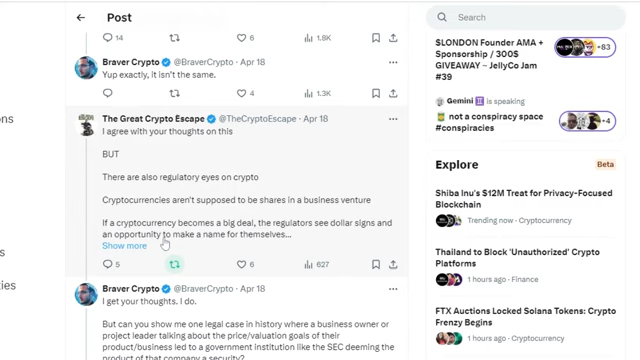 Post
14 6 1.8K
Braver Crypto @BraverCrypto · Apr 18
Yup exactly, it isn't the same.
4 1.3K
The Great Crypto Escape @TheCryptoEscape · Apr 18
I agree with your thoughts on this
BUT
There are also regulatory eyes on crypto
Cryptocurrencies aren't supposed to be shares in a business venture
If a cryptocurrency becomes a big deal, the regulators see dollar signs and
an opportunity to make a name for themselves...
Show more
5 6 627
Braver Crypto @BraverCrypto · Apr 18
I get your thoughts. I do.
But can you show me one legal case in history where a business owner or
project leader talking about the price/valuation goals of their
product/business led to a government institution like the SEC deeming the
product of that company a security?
ons
s
ties
Search
$LONDON Founder AMA +
Sponsorship / 300$
GIVEAWAY ~ JellyCo Jam
#39
+83
Gemini ♊ is speaking
not a conspiracy space
#conspiracies
+4
Explore
Beta
Shiba Inu's $12M Treat for Privacy-Focused
Blockchain
Trending now · Cryptocurrency
Thailand to Block 'Unauthorized' Crypto
Platforms
1 hours ago · Finance
FTX Auctions Locked Solana Tokens: Crypto
Frenzy Begins
1 hours ago · Cryptocurrency